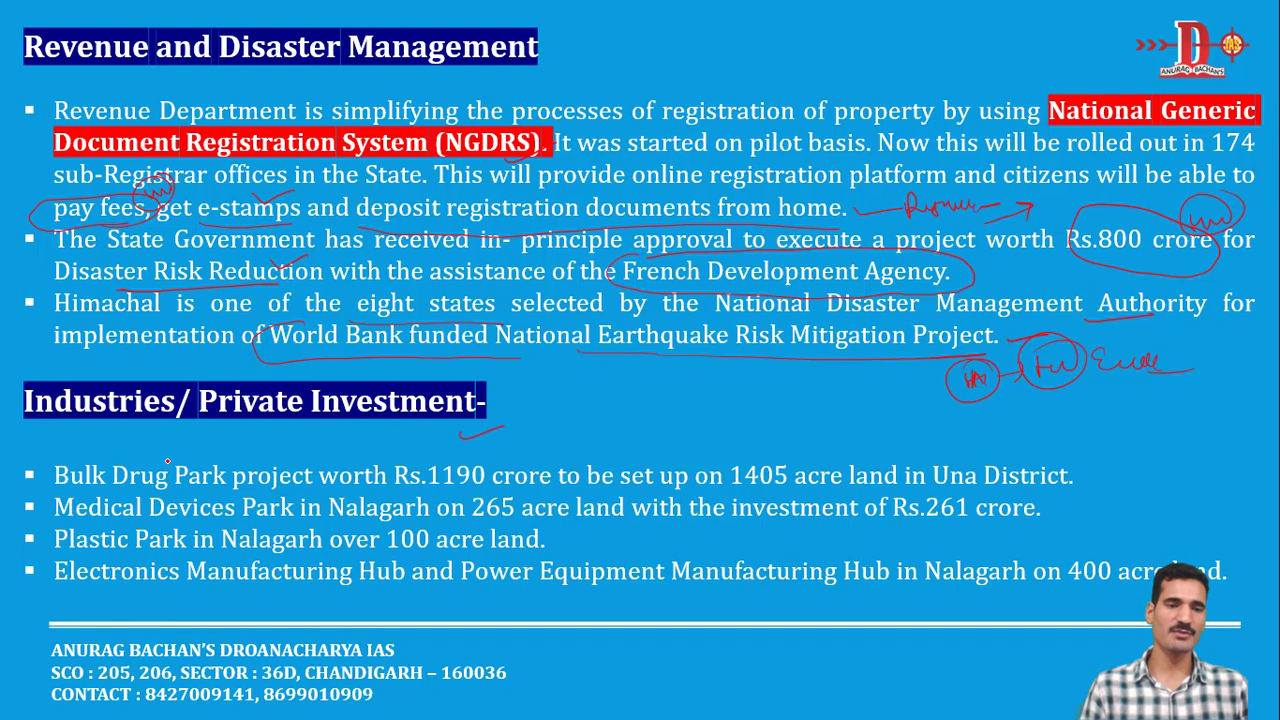 Revenue and Disaster Management
D
IAS
ANURAG BACHAN'S
▪ Revenue Department is simplifying the processes of registration of property by using National Generic
Document Registration System (NGDRS). It was started on pilot basis. Now this will be rolled out in 174
sub-Registrar offices in the State. This will provide online registration platform and citizens will be able to
pay fees, get e-stamps and deposit registration documents from home.
▪ The State Government has received in- principle approval to execute a project worth Rs.800 crore for
Disaster Risk Reduction with the assistance of the French Development Agency.
▪ Himachal is one of the eight states selected by the National Disaster Management Authority for
implementation of World Bank funded National Earthquake Risk Mitigation Project.
Industries/ Private Investment-
▪ Bulk Drug Park project worth Rs.1190 crore to be set up on 1405 acre land in Una District.
▪ Medical Devices Park in Nalagarh on 265 acre land with the investment of Rs.261 crore.
▪ Plastic Park in Nalagarh over 100 acre land.
▪ Electronics Manufacturing Hub and Power Equipment Manufacturing Hub in Nalagarh on 400 acre land.
ANURAG BACHAN'S DROANACHARYA IAS
SCO : 205, 206, SECTOR : 36D, CHANDIGARH – 160036
CONTACT : 8427009141, 8699010909